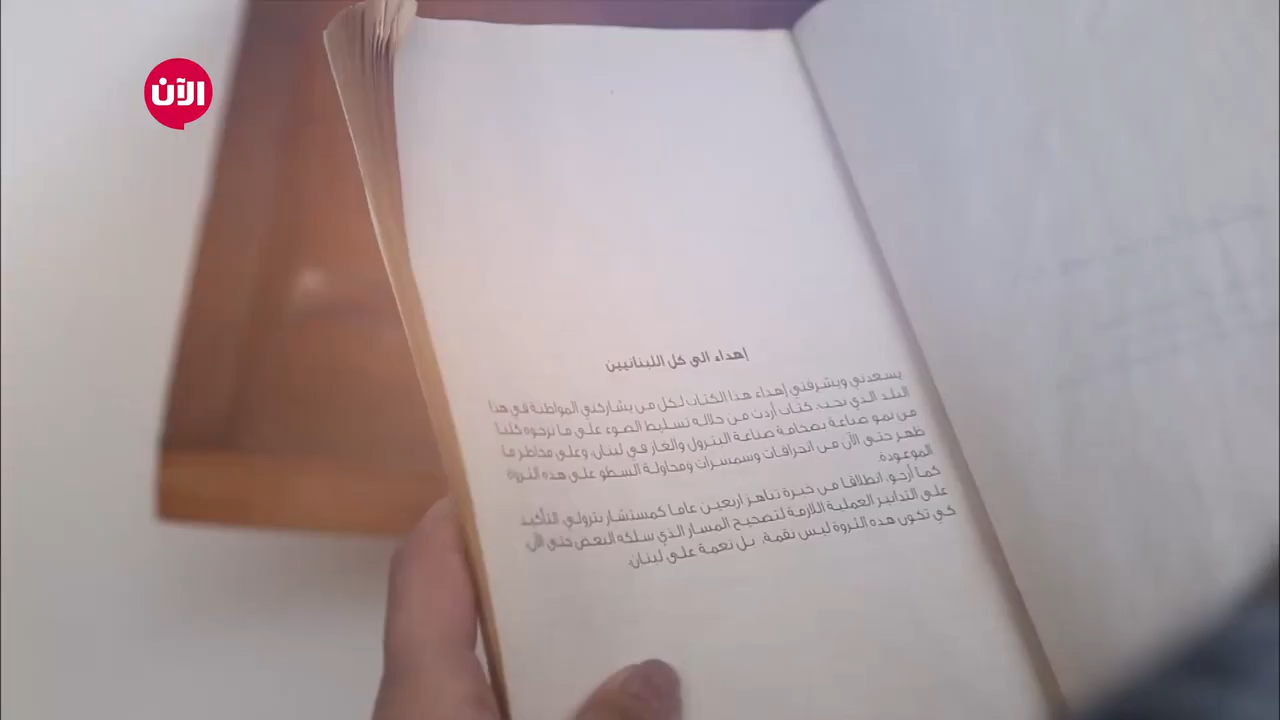 الآن
إهداء الى كل اللبنانيين
يسعدني ويشرفني إهداء هذا الكتاب لكل من يشاركني المواطنة في هذا
البلد الذي نحب. كتاب أردت من خلاله تسليط الضوء على ما نرجوه كلنا
من نمو صناعة بضخامة صناعة البترول والغاز في لبنان، وعلى مخاطر ما
ظهر حتى الآن من انحرافات وسمسرات ومحاولة السطو على هذه الثروة
الموعودة.
كما أرجو، انطلاقا من خبرة تناهز اربعين عاما كمستشار بترولي، التأكيد
على التدابير العملية اللازمة لتصحيح المسار الذي سلكه البعض حتى الآن
كي تكون هذه الثروة ليس نقمة، بل نعمة على لبنان.